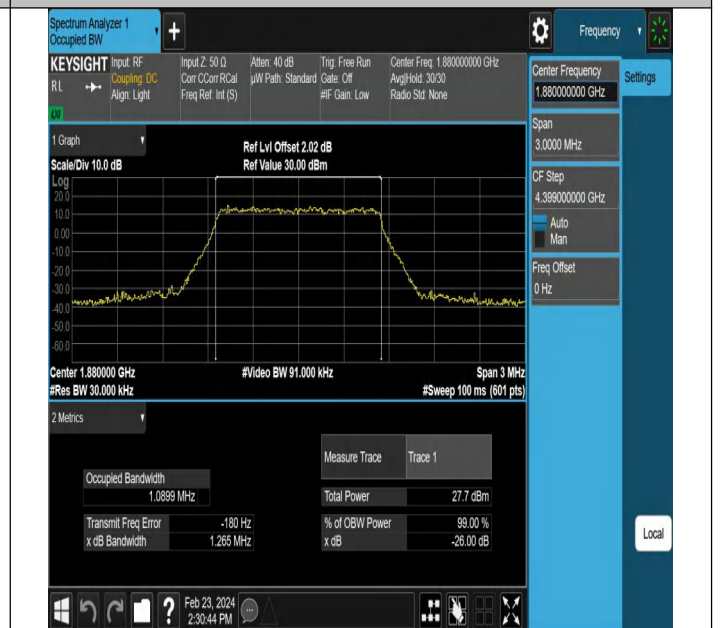 Spectrum Analyzer 1
Occupied BW
+
Frequency
KEYSIGHT
RL
LXI
Input: RF
Coupling: DC
Align: Light
Input Z: 50 Ω
Corr CCorr RCal
Freq Ref: Int (S)
Atten: 40 dB
µW Path: Standard
Trig: Free Run
Gate: Off
#IF Gain: Low
Center Freq: 1.880000000 GHz
Avg|Hold: 30/30
Radio Std: None
Center Frequency
1.880000000 GHz
Settings
Span
3.0000 MHz
CF Step
4.399000000 GHz
Auto
Man
Freq Offset
0 Hz
1 Graph
Scale/Div 10.0 dB
Ref Lvl Offset 2.02 dB
Ref Value 30.00 dBm
Log
20.0
10.0
0.00
-10.0
-20.0
-30.0
-40.0
-50.0
-60.0
Center 1.880000 GHz
#Video BW 91.000 kHz
Span 3 MHz
#Res BW 30.000 kHz
#Sweep 100 ms (601 pts)
2 Metrics
Measure Trace
Trace 1
Occupied Bandwidth
1.0899 MHz
Total Power
27.7 dBm
Transmit Freq Error
-180 Hz
% of OBW Power
99.00 %
x dB Bandwidth
1.265 MHz
x dB
-26.00 dB
Local
?
Feb 23, 2024
2:30:44 PM